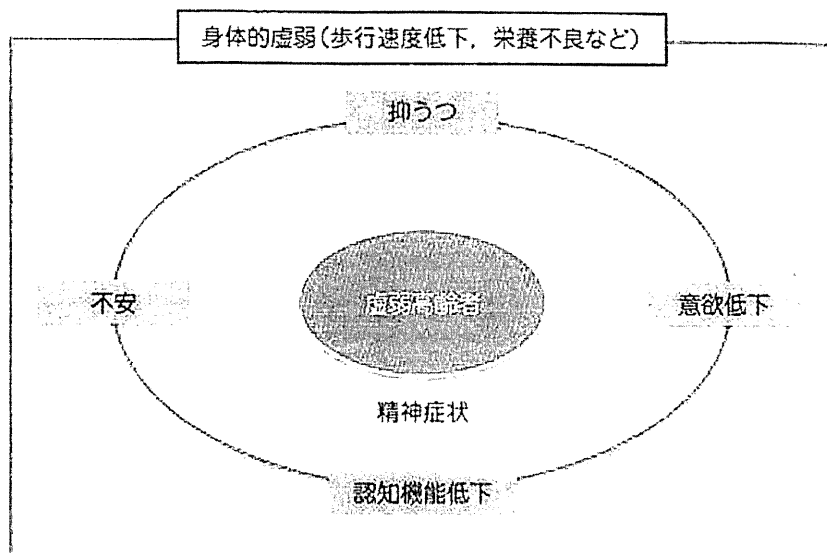 身体的虚弱(歩行速度低下,栄養不良など)
抑うつ
不安
虚弱高齢者
意欲低下
精神症状
認知機能低下